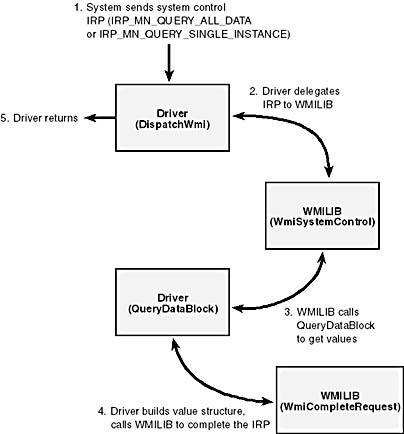 1. System sends system control
IRP (IRP_MN_QUERY_ALL_DATA
or IRP_MN_QUERY_SINGLE_INSTANCE)
Driver
(DispatchWmi)
2. Driver delegates
IRP to WMILIB
5. Driver returns
WMILIB
(WmiSystemControl)
Driver
(QueryDataBlock)
3. WMILIB calls
QueryDataBlock
to get values
WMILIB
(WmiCompleteRequest)
4. Driver builds value structure,
calls WMILIB to complete the IRP